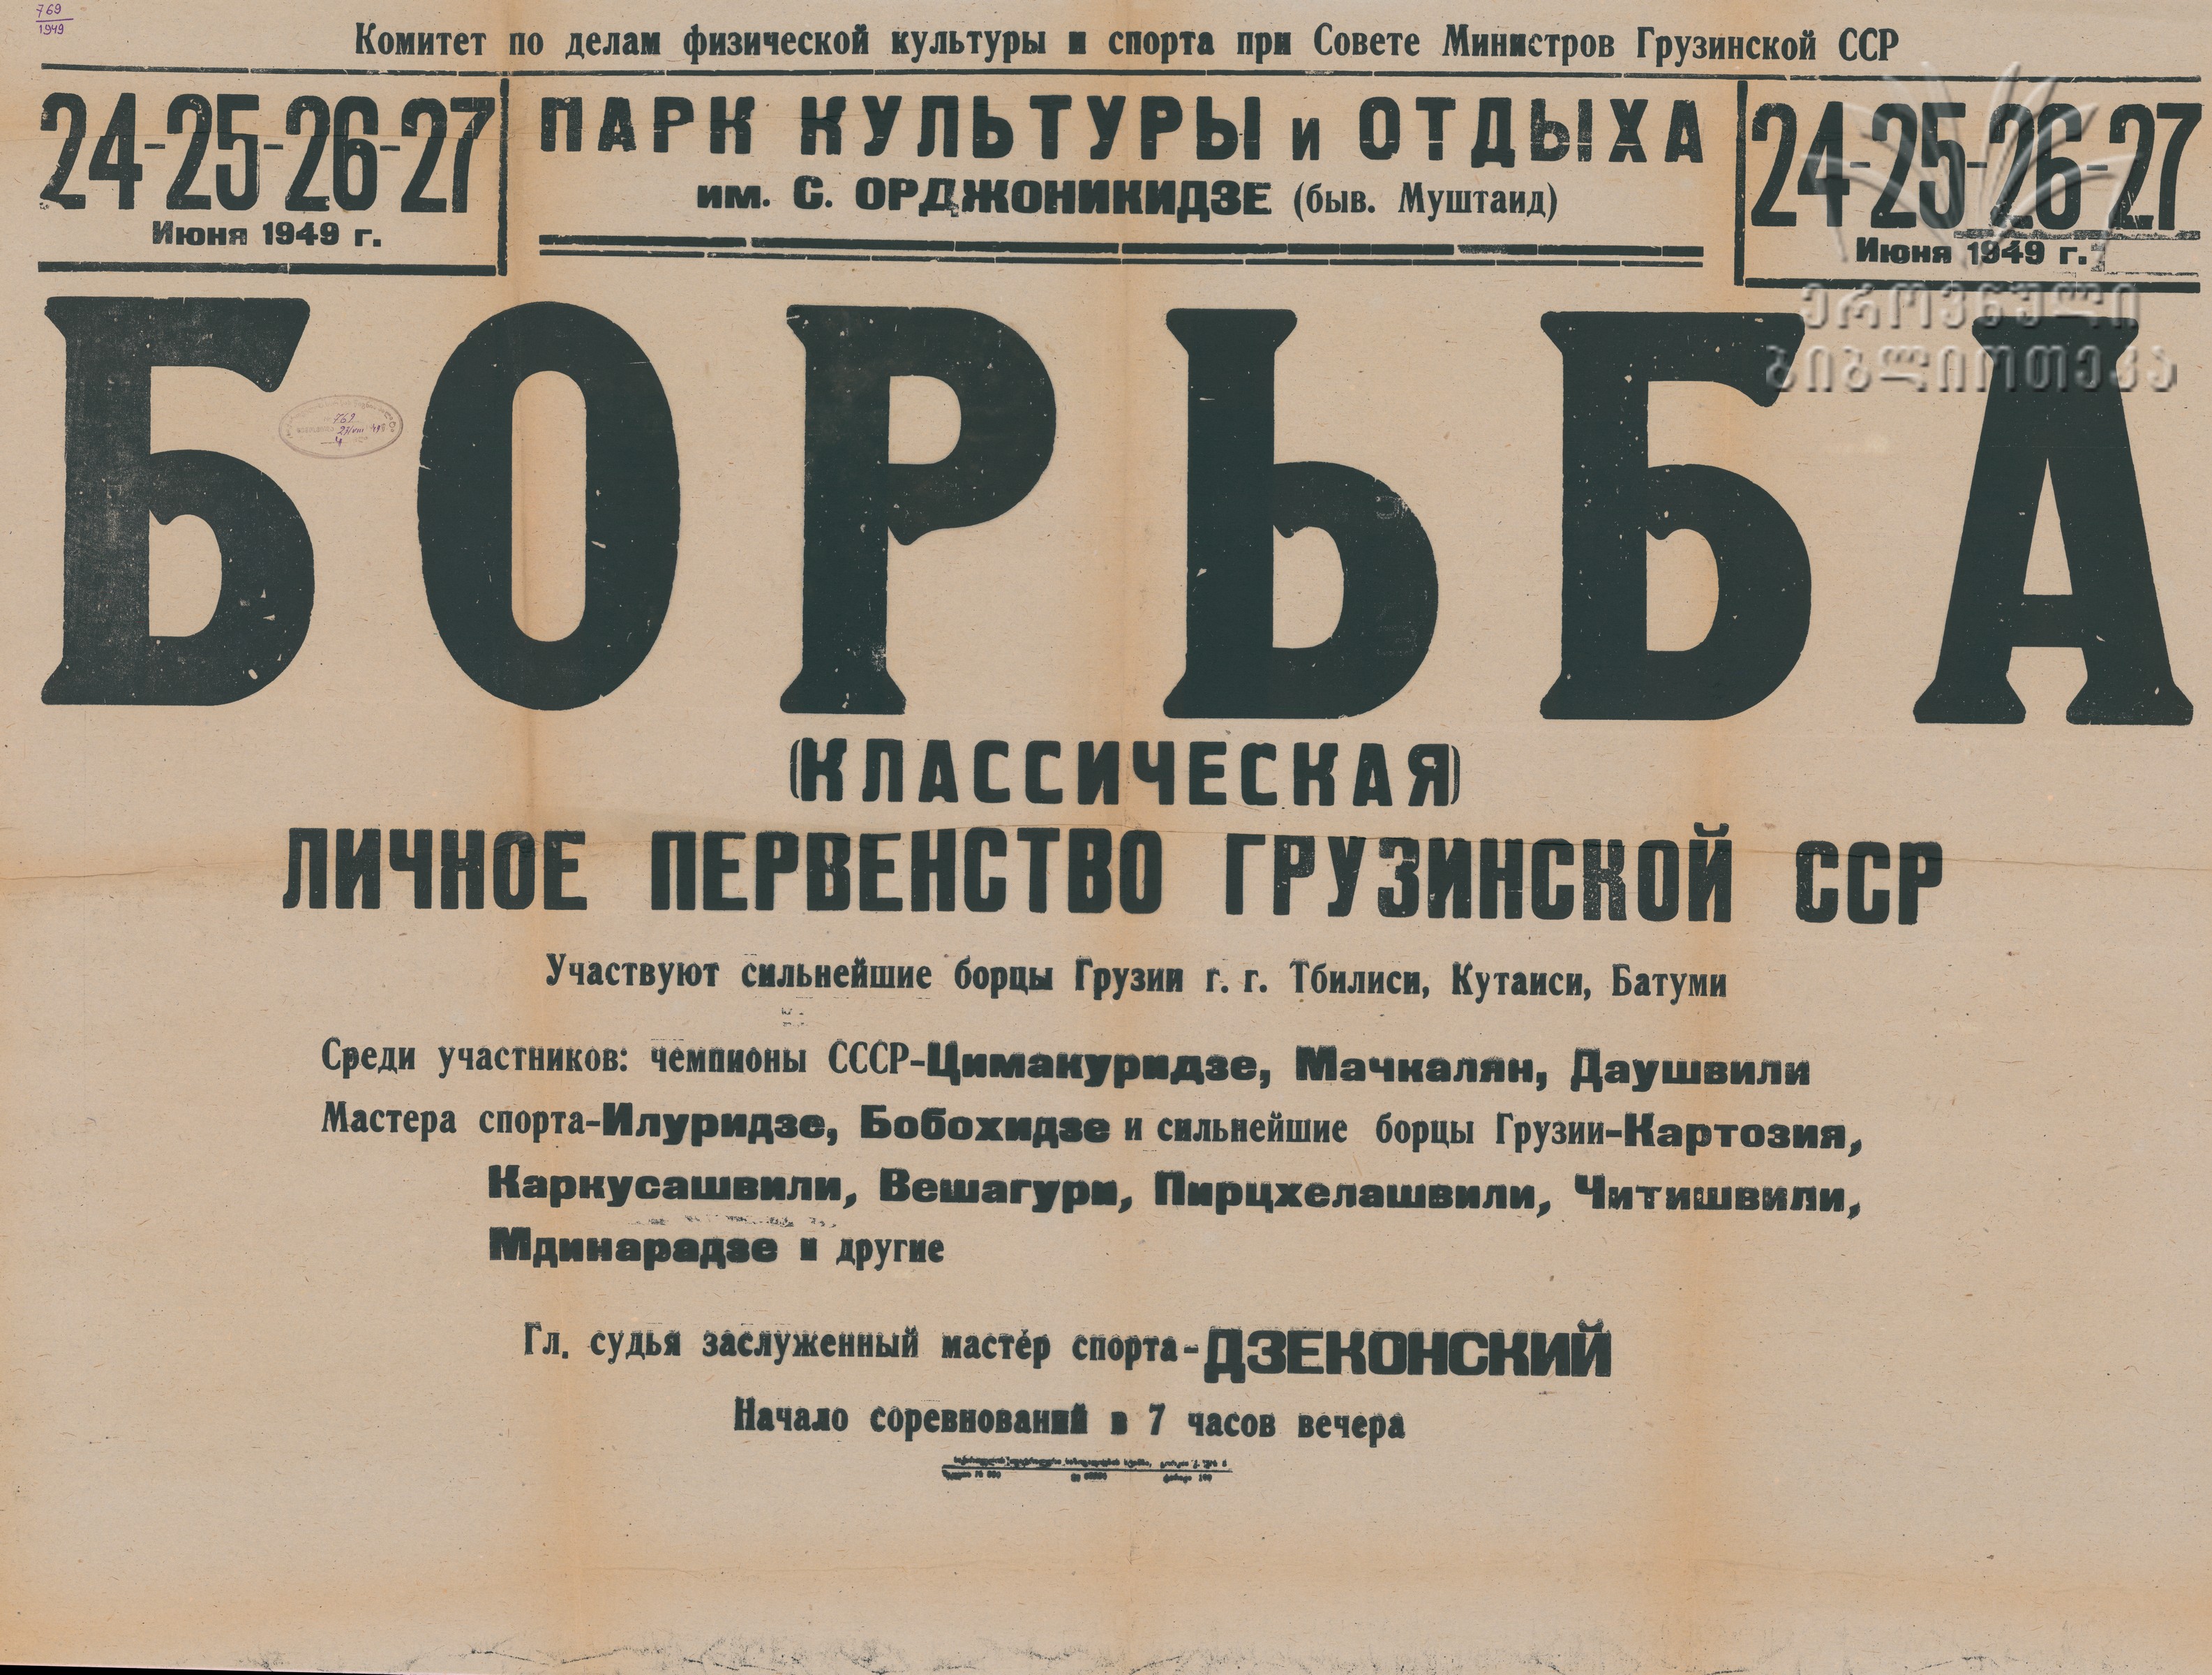 769
1949
Комитет по делам физической культуры и спорта при Совете Министров Грузинской ССР
24-25-26-27
Июня 1949 г.
ПАРК КУЛЬТУРЫ и ОТДЫХА
им. С. ОРДЖОНИКИДЗЕ (быв. Муштаид)
24-25-26-27
Июня 1949 г.
ეროვნული
ბიბლიოთეკა
БОРЬБА
769
(КЛАССИЧЕСКАЯ)
ЛИЧНОЕ ПЕРВЕНСТВО ГРУЗИНСКОЙ ССР
Участвуют сильнейшие борцы Грузии г. г. Тбилиси, Кутаиси, Батуми
Среди участников: чемпионы СССР-Цимакуридзе, Мачкалян, Даушвили
Мастера спорта-Илуридзе, Бобохидзе и сильнейшие борцы Грузии-Картозия,
Каркусашвили, Вешагури, Пирцхелашвили, Читишвили,
Мдинарадзе и другие
Гл. судья заслуженный мастер спорта-ДЗЕКОНСКИЙ
Начало соревнований в 7 часов вечера